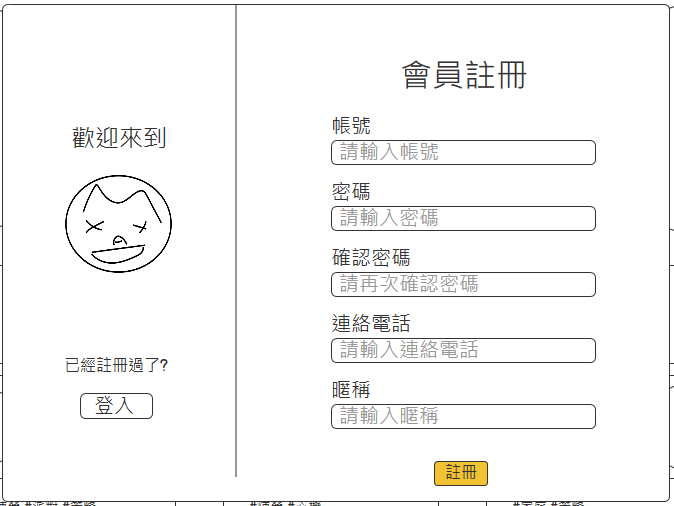 歡迎來到
已經註冊過了?
登入
會員註冊
帳號
請輸入帳號
密碼
請輸入密碼
確認密碼
請再次確認密碼
連絡電話
請輸入連絡電話
暱稱
請輸入暱稱
註冊